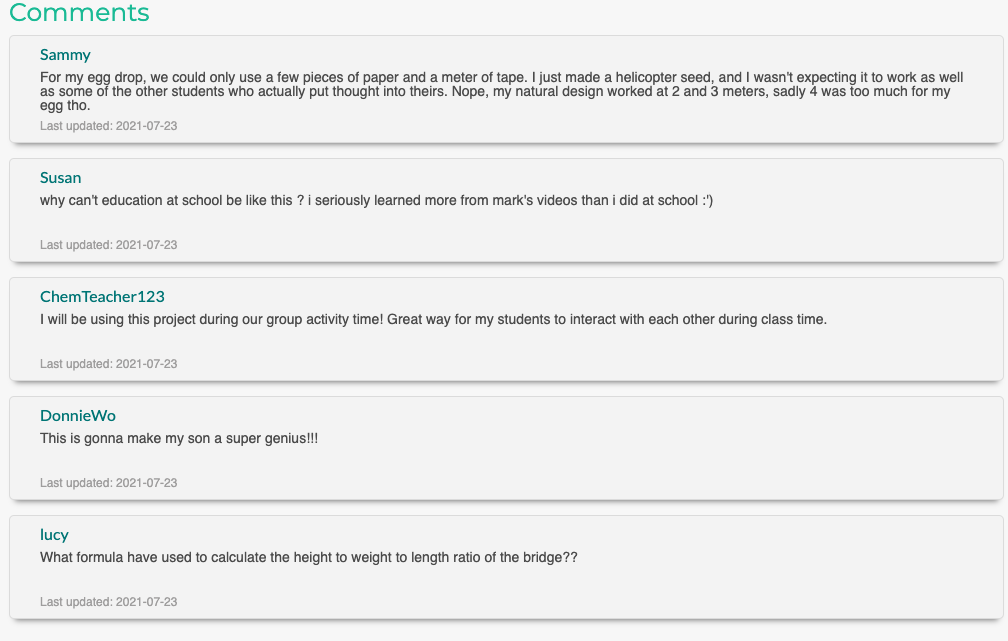 Comments
Sammy
For my egg drop, we could only use a few pieces of paper and a meter of tape. I just made a helicopter seed, and I wasn't expecting it to work as well
as some of the other students who actually put thought into theirs. Nope, my natural design worked at 2 and 3 meters, sadly 4 was too much for my
egg tho.
Last updated: 2021-07-23
Susan
why can't education at school be like this ? i seriously learned more from mark's videos than i did at school :')
Last updated: 2021-07-23
ChemTeacher123
I will be using this project during our group activity time! Great way for my students to interact with each other during class time.
Last updated: 2021-07-23
DonnieWo
This is gonna make my son a super genius!!!
Last updated: 2021-07-23
lucy
What formula have used to calculate the height to weight to length ratio of the bridge??
Last updated: 2021-07-23